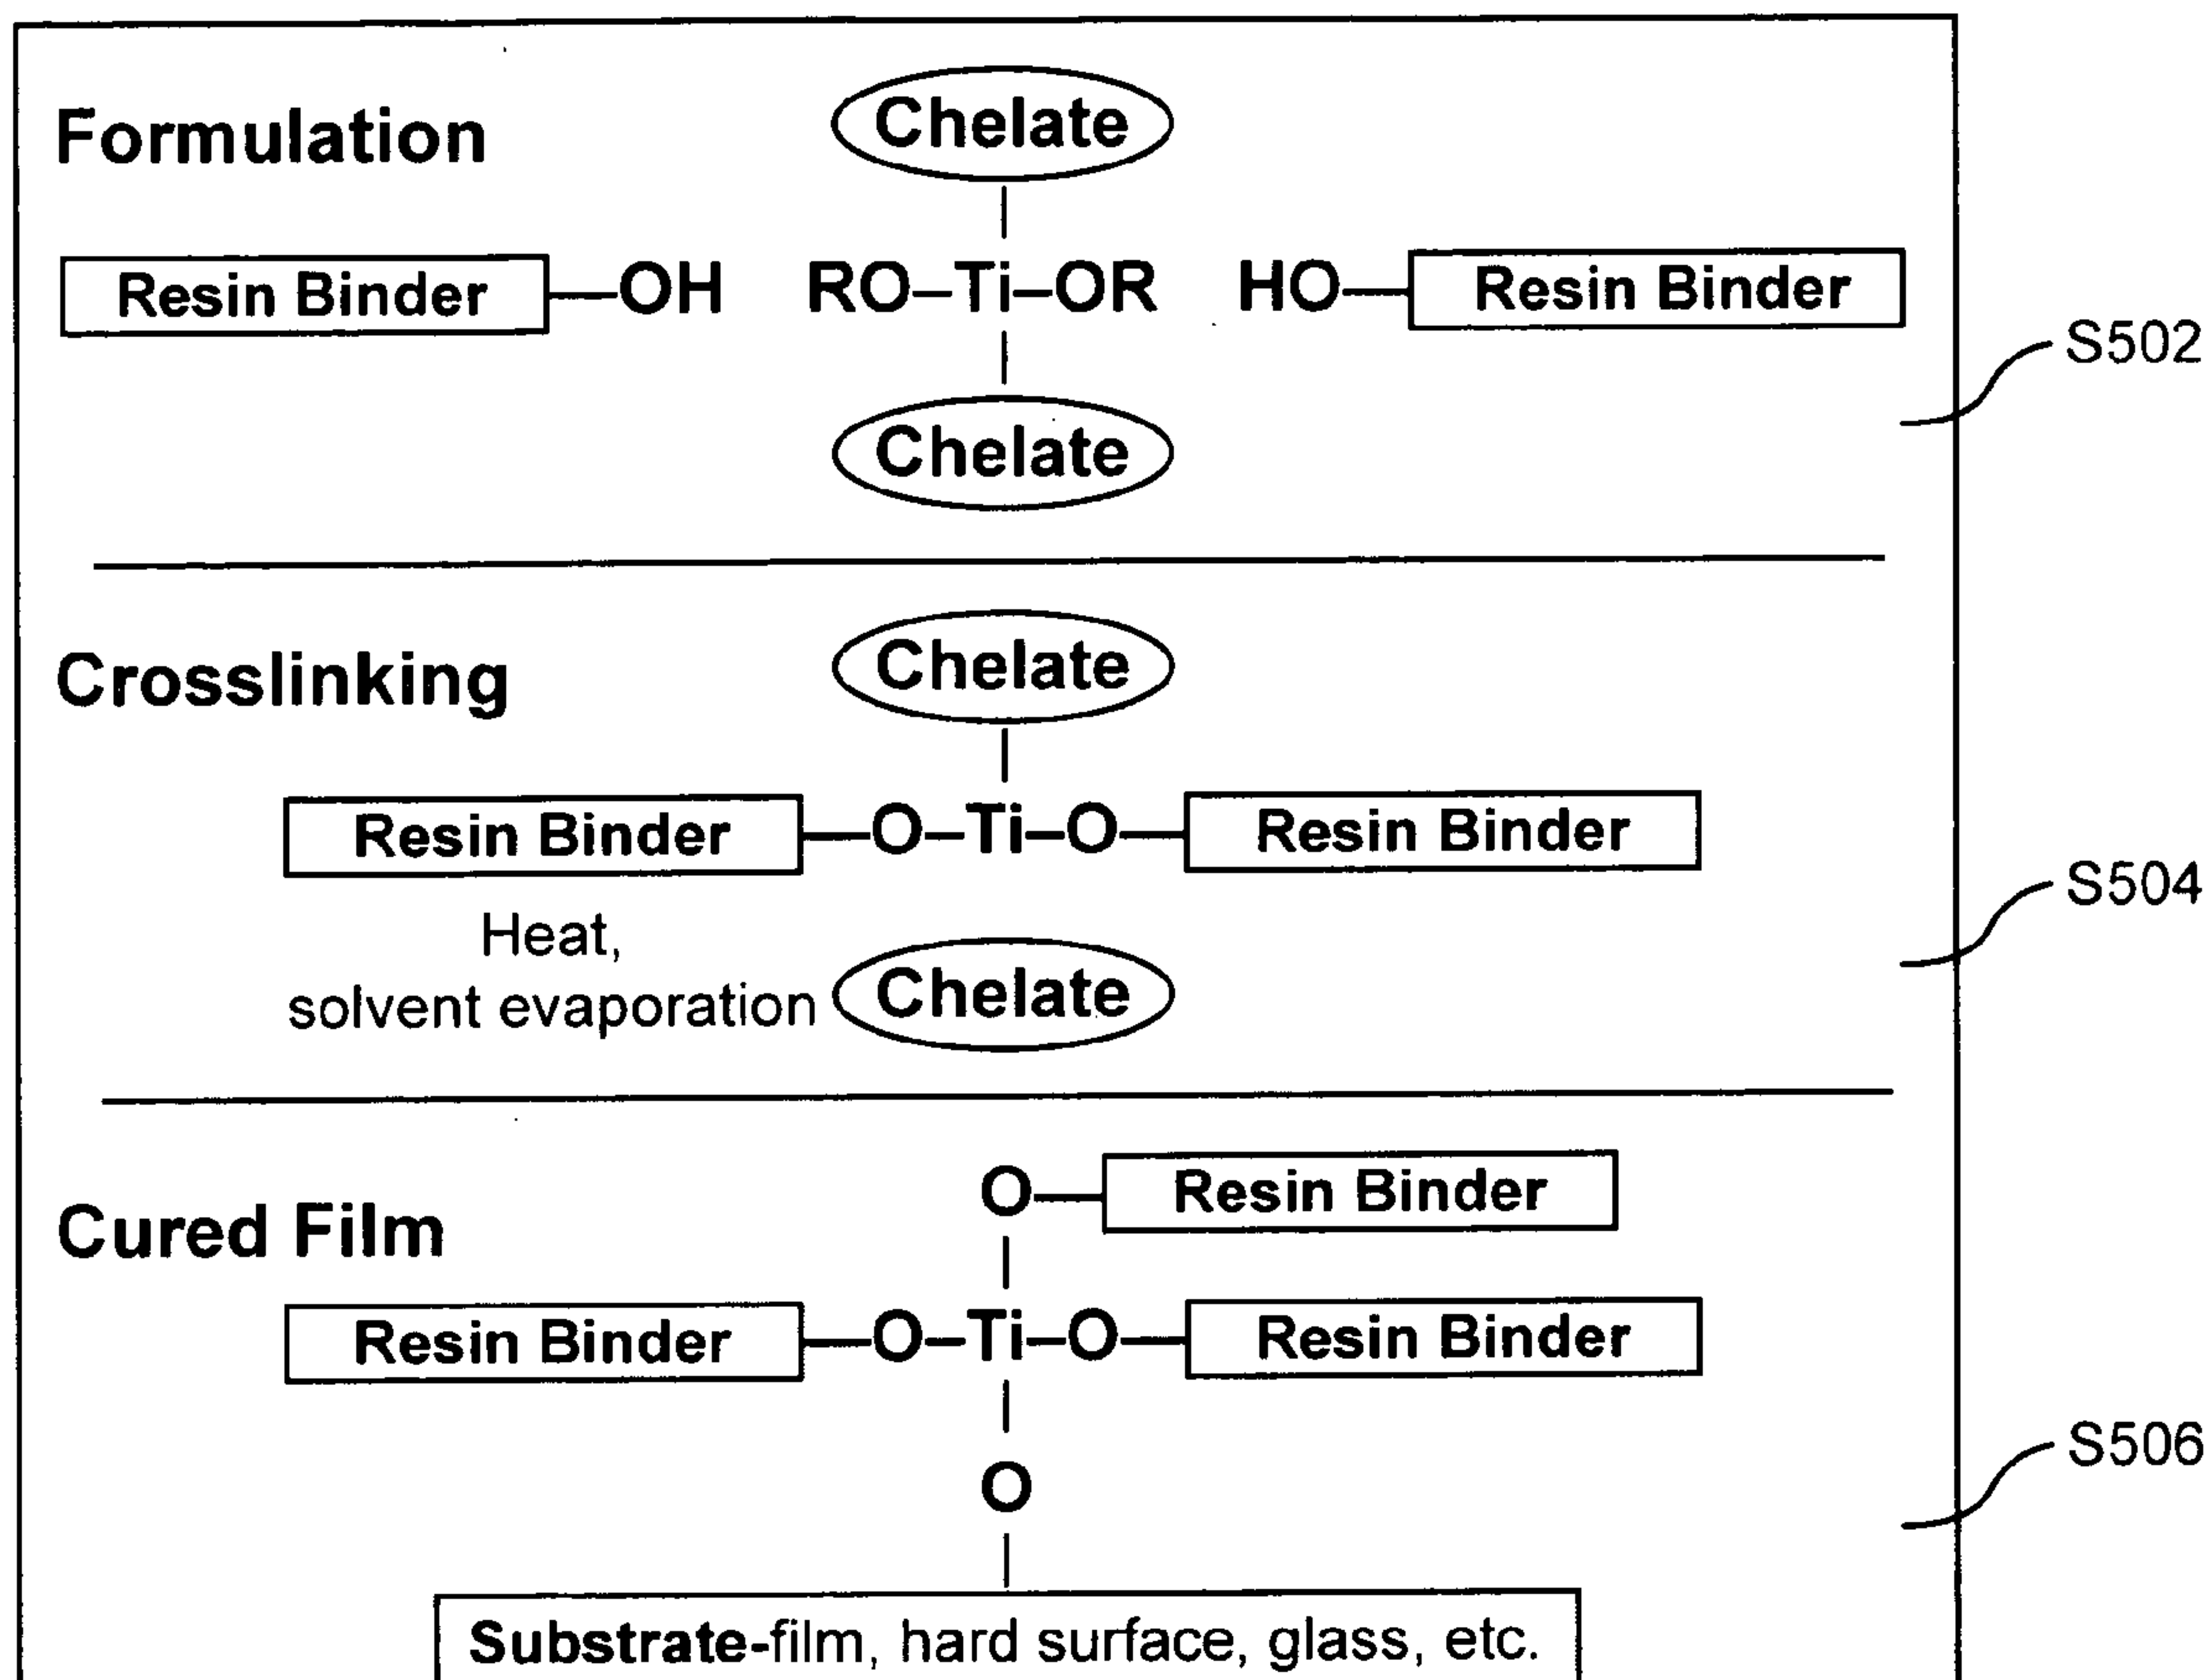 Chelate
Formulation
Resin Binder—OH RO–Ti–OR HO—Resin Binder
S502
Chelate
Chelate
Crosslinking
Resin Binder—O–Ti–O—Resin Binder
S504
Heat,
solvent evaporation Chelate
O—Resin Binder
Cured Film
Resin Binder—O–Ti–O—Resin Binder
S506
O
Substrate-film, hard surface, glass, etc.